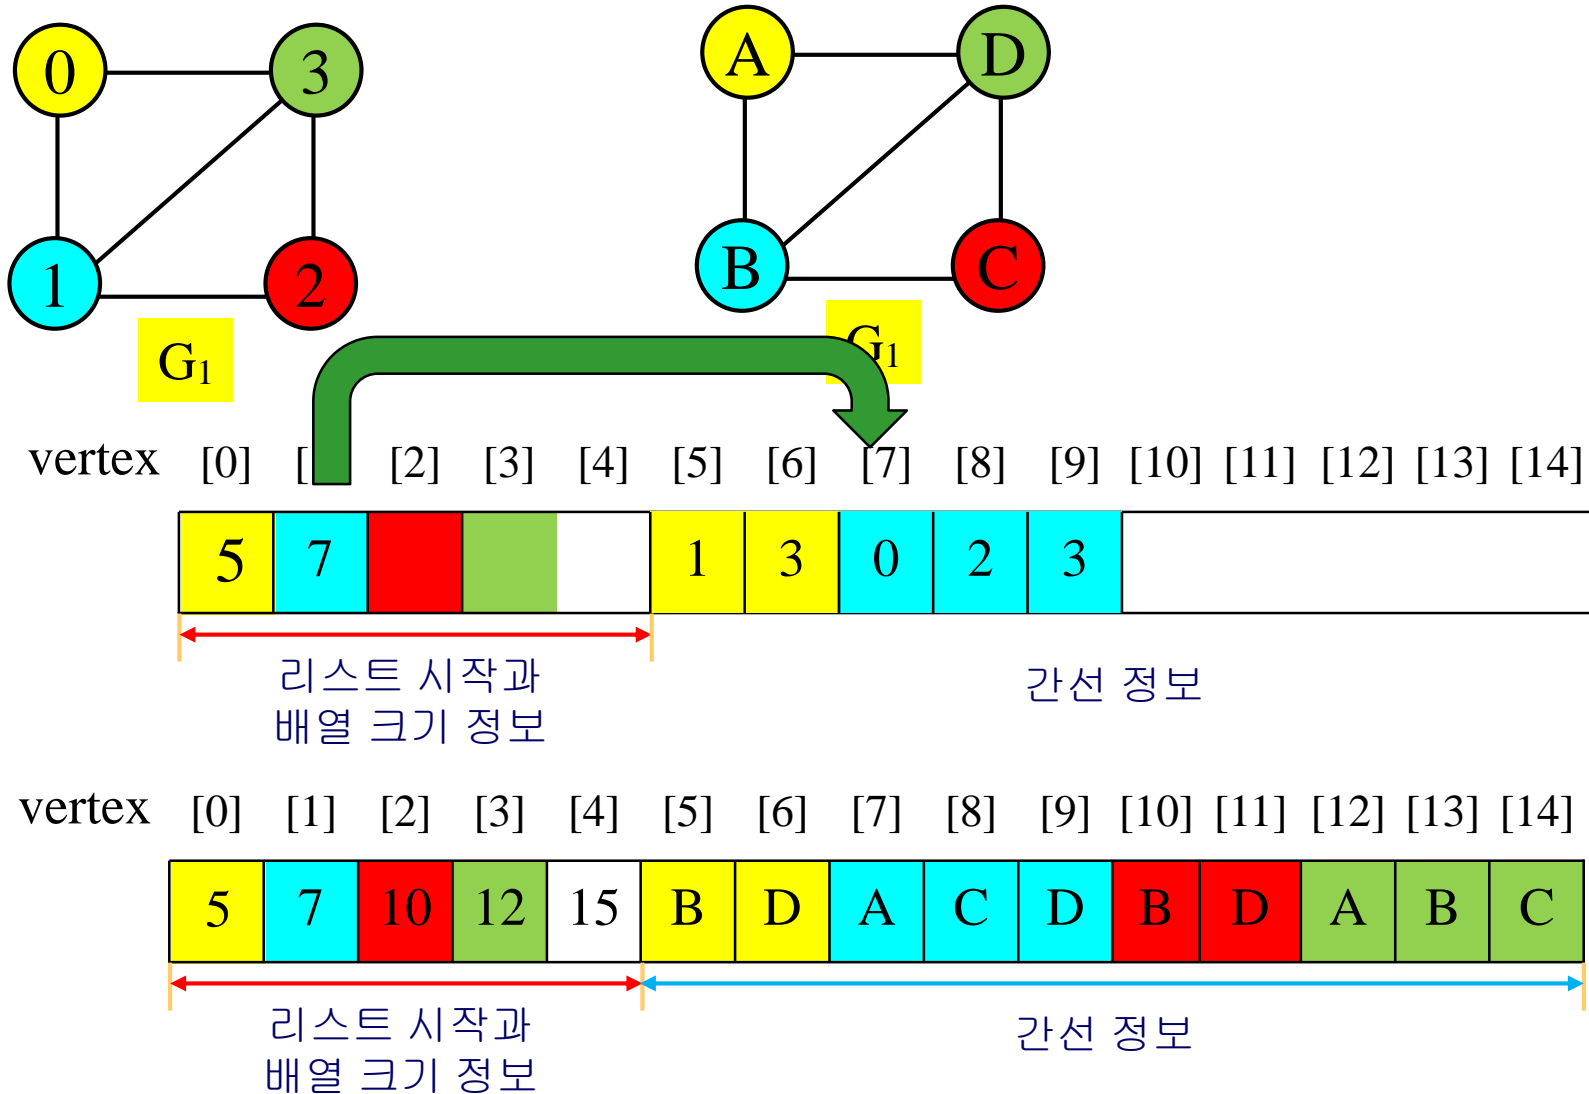 0 3 A D
1 2 B C
G₁ G₁
vertex [0] [ [2] [3] [4] [5] [6] [7] [8] [9] [10] [11] [12] [13] [14]
5 7 1 3 0 2 3
리스트 시작과
배열 크기 정보
간선 정보
vertex [0] [1] [2] [3] [4] [5] [6] [7] [8] [9] [10] [11] [12] [13] [14]
5 7 10 12 15 B D A C D B D A B C
리스트 시작과
배열 크기 정보
간선 정보